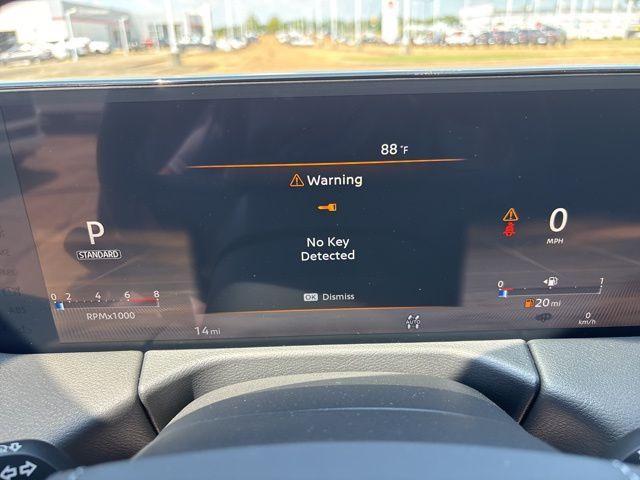 88°F
Warning
No Key
Detected
OK Dismiss
P
STANDARD
0 2 4 6 8
RPMx1000
14 mi
AUTO
0
MPH
0 1
20 mi
0
km/h